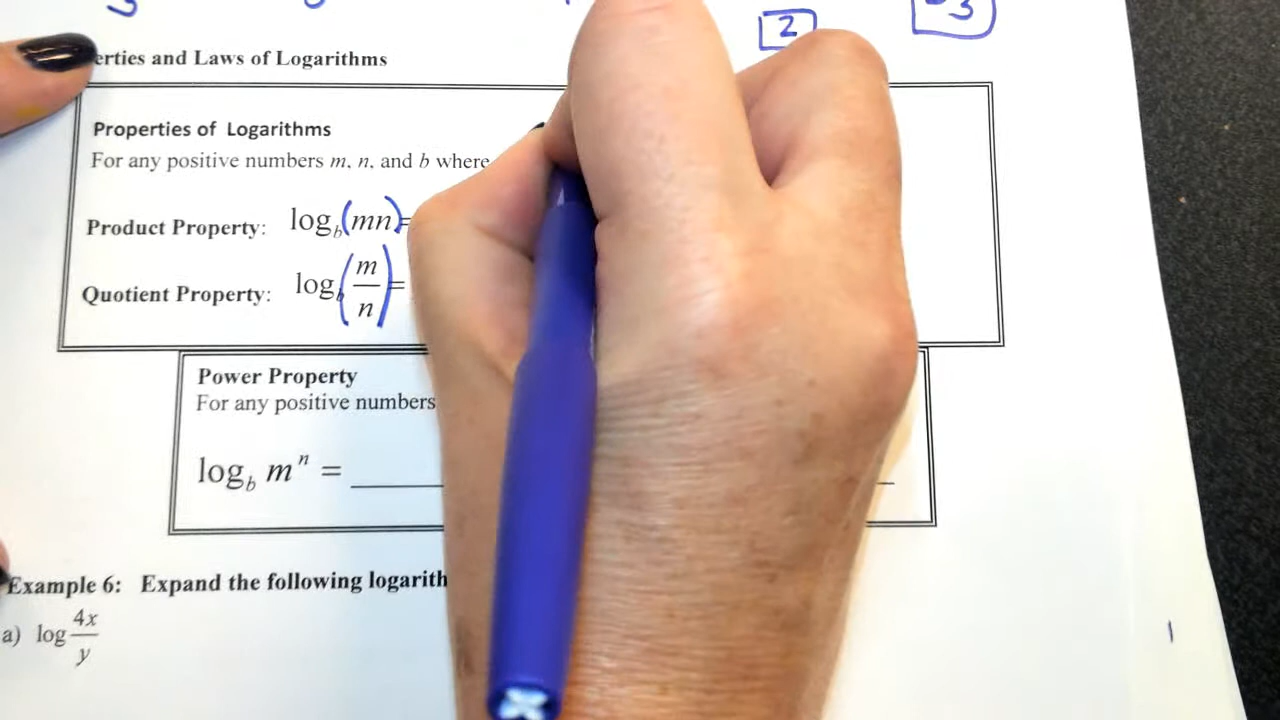 2
3
erties and Laws of Logarithms
Properties of Logarithms
For any positive numbers m, n, and b where
Product Property: log_b(mn)=
Quotient Property: log_b(m/n)=
Power Property
For any positive numbers
log_b m^n = ____
Example 6: Expand the following logarith
a) log 4x/y